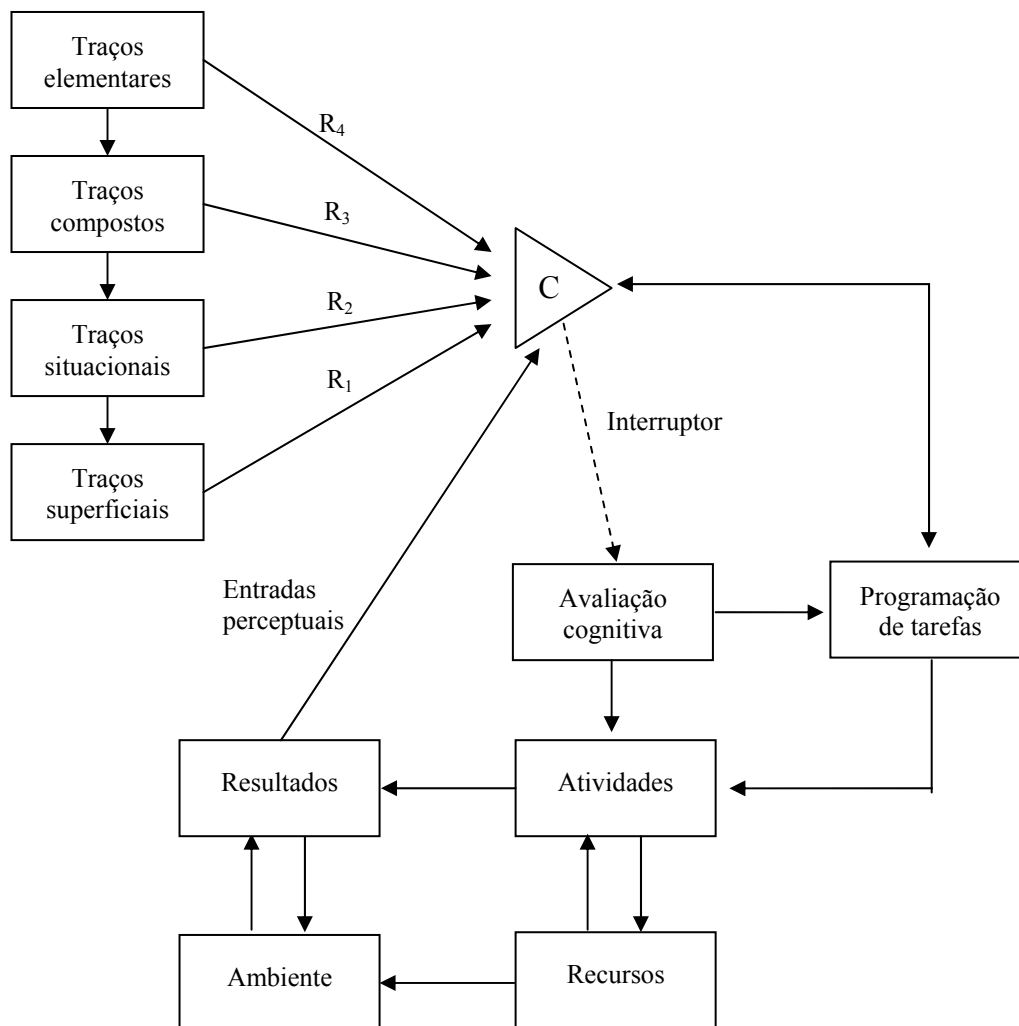 Traços
elementares
R4
Traços
compostos
R3
C
R2
Traços
situacionais
R1
Interruptor
Traços
superficiais
Entradas
perceptuais
Avaliação
cognitiva
Programação
de tarefas
Resultados
Atividades
Ambiente
Recursos